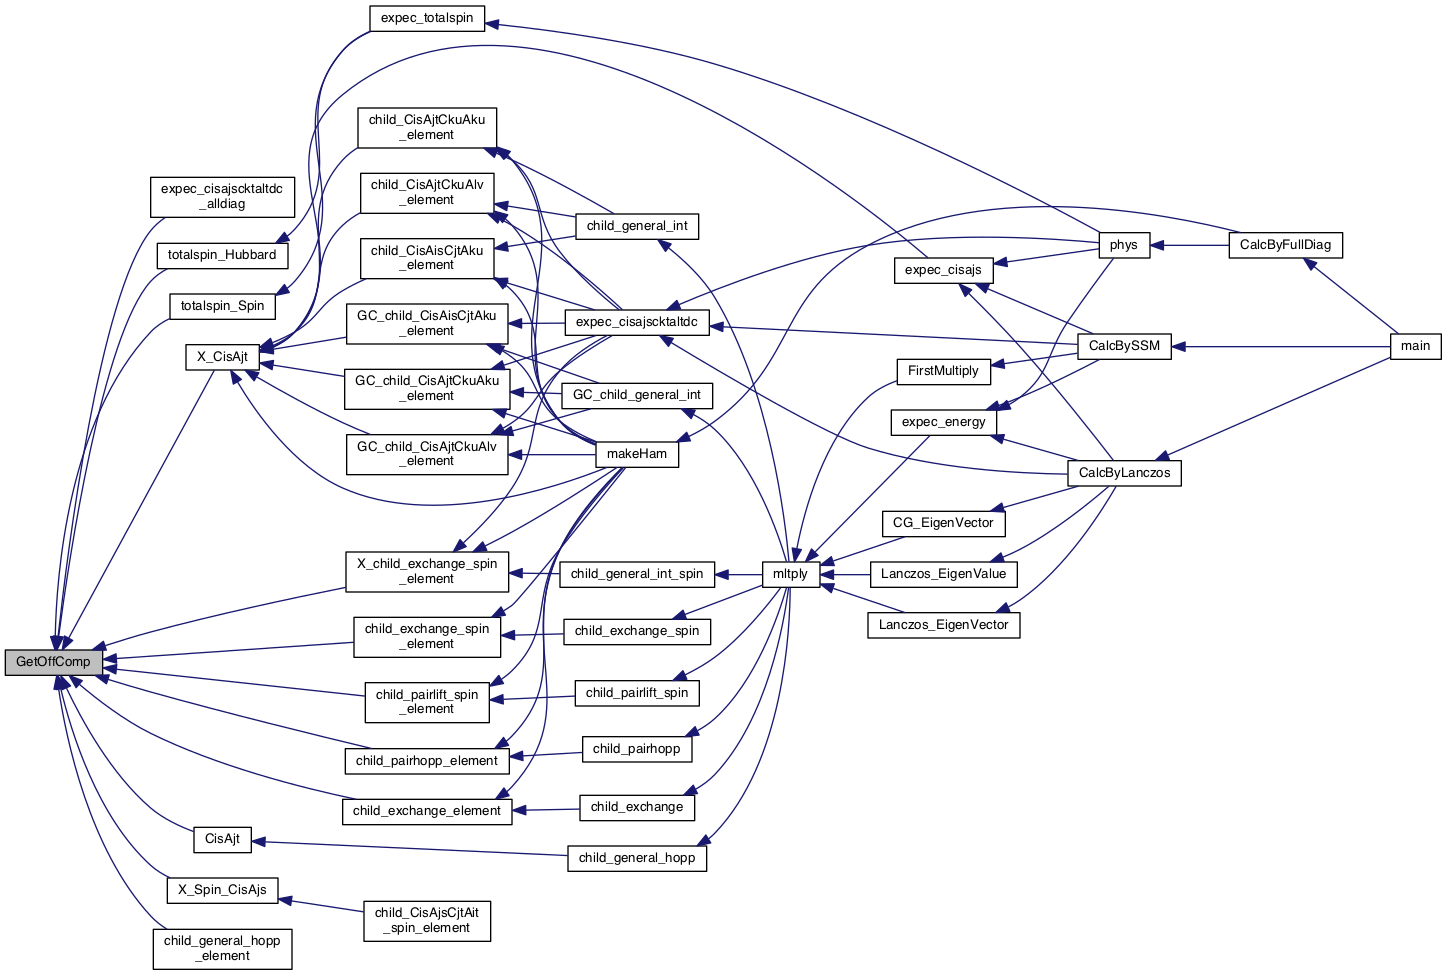 expec_totalspin
child_CisAjtCkuAku
_element
expec_cisajscktaltdc
_alldiag
child_CisAjtCkuAlv
_element
child_general_int
totalspin_Hubbard
child_CisAisCjtAku
_element
phys
CalcByFullDiag
expec_cisajs
totalspin_Spin
GC_child_CisAisCjtAku
_element
expec_cisajscktaltdc
X_CisAjt
CalcBySSM
main
FirstMultiply
GC_child_CisAjtCkuAku
_element
GC_child_general_int
expec_energy
GC_child_CisAjtCkuAlv
_element
makeHam
CalcByLanczos
CG_EigenVector
X_child_exchange_spin
_element
child_general_int_spin
mltply
Lanczos_EigenValue
child_exchange_spin
_element
child_exchange_spin
Lanczos_EigenVector
GetOffComp
child_pairlift_spin
_element
child_pairlift_spin
child_pairhopp_element
child_pairhopp
child_exchange_element
child_exchange
CisAjt
child_general_hopp
X_Spin_CisAjs
child_CisAjsCjtAit
_spin_element
child_general_hopp
_element